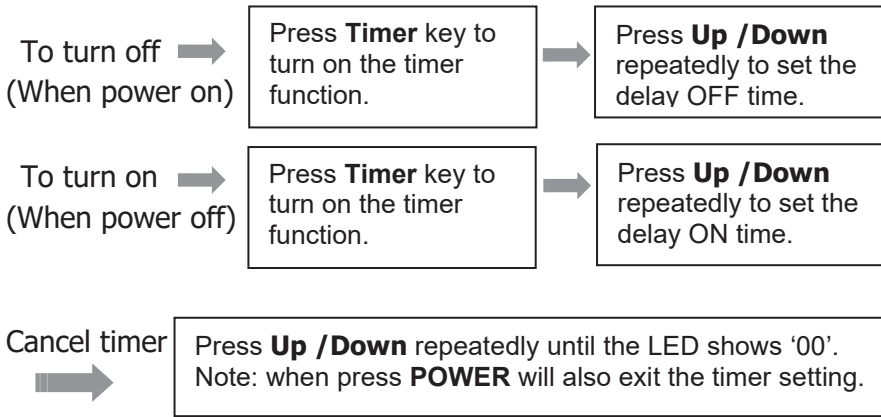 To turn off
(When power on)
Press Timer key to
turn on the timer
function.
Press Up /Down
repeatedly to set the
delay OFF time.
To turn on
(When power off)
Press Timer key to
turn on the timer
function.
Press Up /Down
repeatedly to set the
delay ON time.
Cancel timer
Press Up /Down repeatedly until the LED shows ‘00’.
Note: when press POWER will also exit the timer setting.